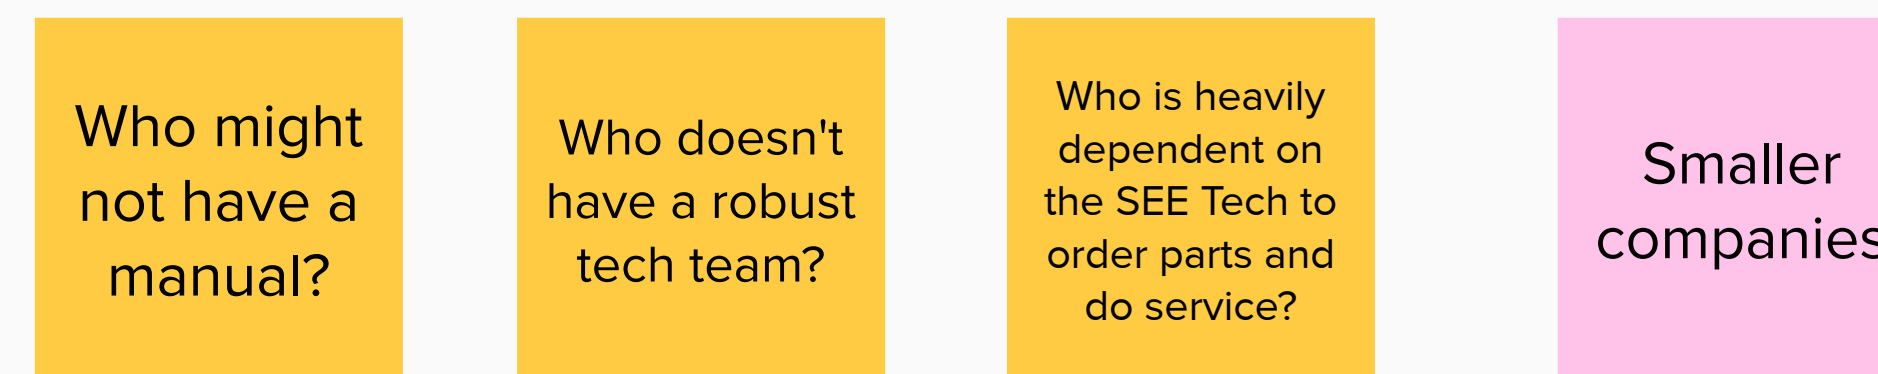 Who might
not have a
manual?
Who doesn't
have a robust
tech team?
Who is heavily
dependent on
the SEE Tech to
order parts and
do service?
Smaller
companies